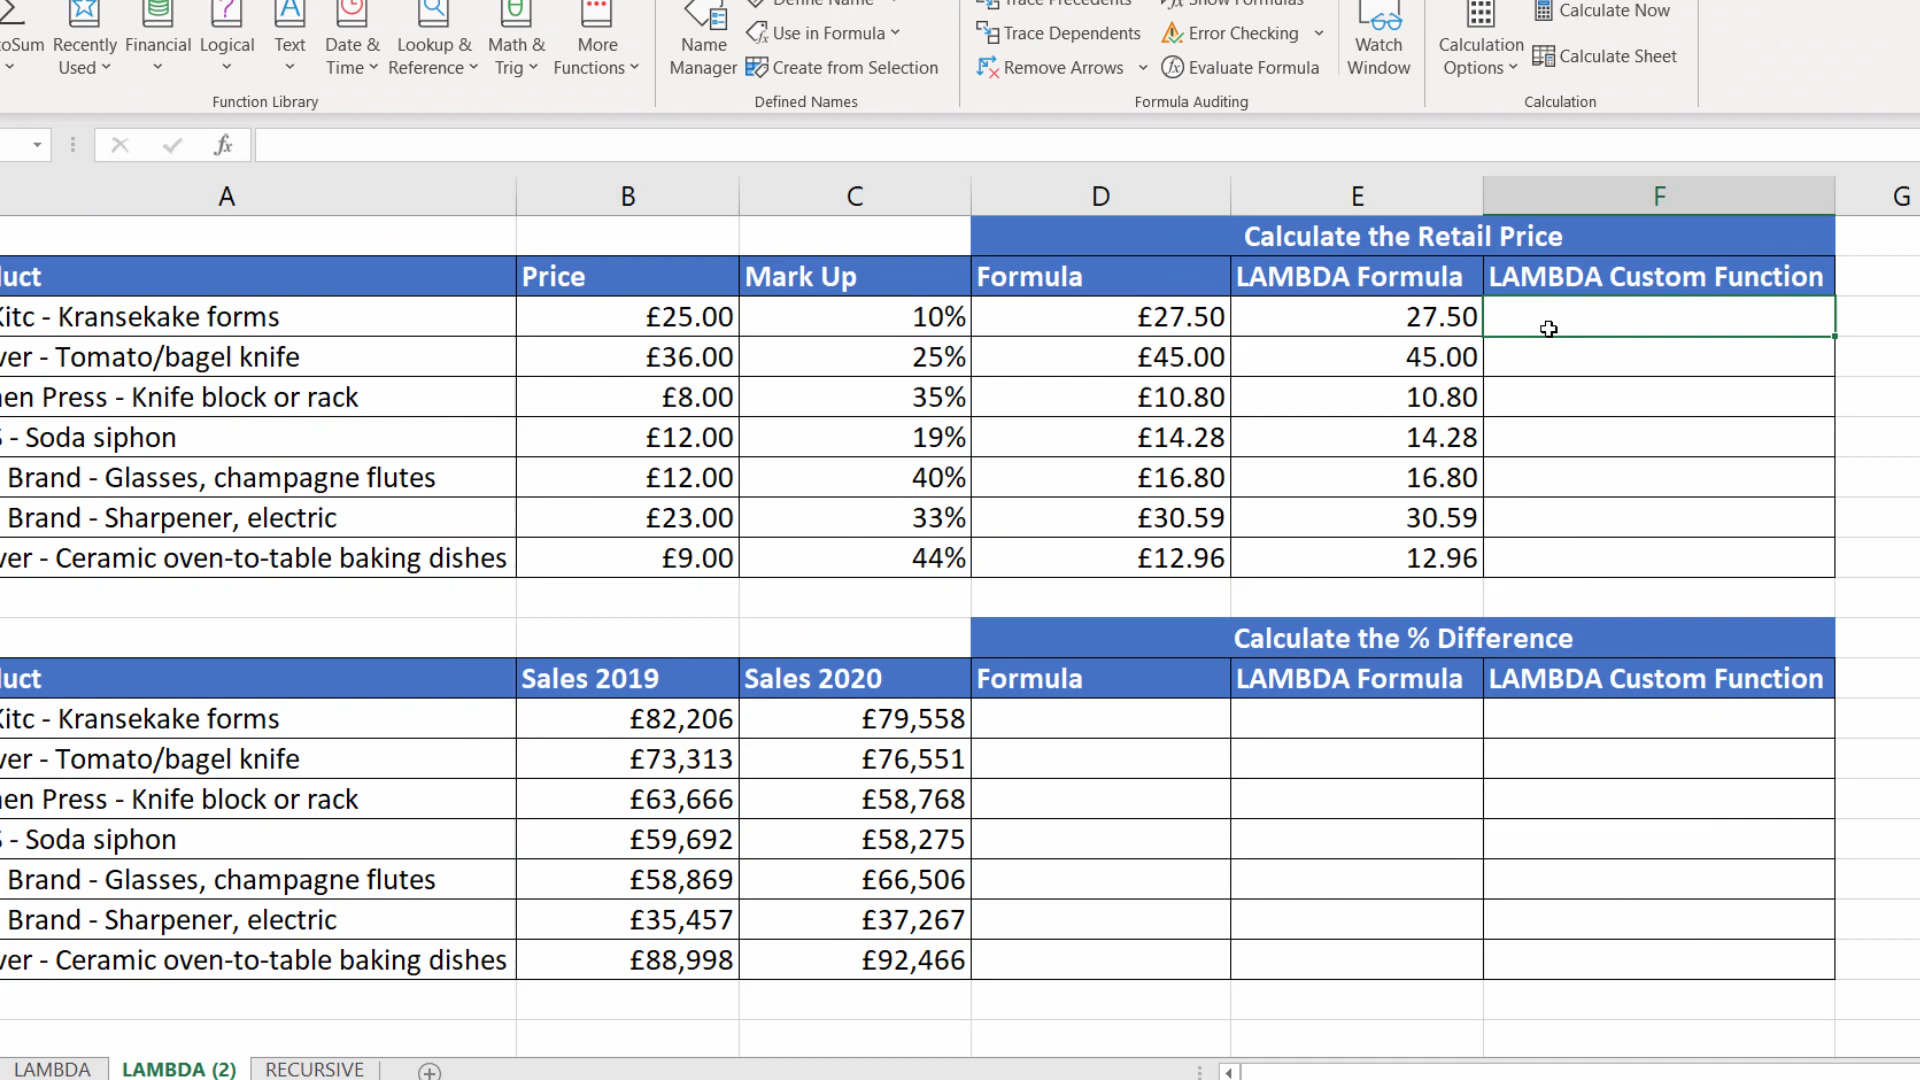 oSum Recently Used Financial Logical Text Date & Time Lookup & Reference Math & Trig More Functions
Function Library
Name Manager
Define Name
Use in Formula
Create from Selection
Defined Names
Trace Precedents
Trace Dependents
Remove Arrows
Show Formulas
Error Checking
Evaluate Formula
Formula Auditing
Watch Window
Calculation Options
Calculate Now
Calculate Sheet
Calculation
fx
A B C D E F G
Calculate the Retail Price
uct Price Mark Up Formula LAMBDA Formula LAMBDA Custom Function
Kitc - Kransekake forms £25.00 10% £27.50 27.50
ver - Tomato/bagel knife £36.00 25% £45.00 45.00
hen Press - Knife block or rack £8.00 35% £10.80 10.80
S - Soda siphon £12.00 19% £14.28 14.28
Brand - Glasses, champagne flutes £12.00 40% £16.80 16.80
Brand - Sharpener, electric £23.00 33% £30.59 30.59
ver - Ceramic oven-to-table baking dishes £9.00 44% £12.96 12.96
Calculate the % Difference
uct Sales 2019 Sales 2020 Formula LAMBDA Formula LAMBDA Custom Function
Kitc - Kransekake forms £82,206 £79,558
ver - Tomato/bagel knife £73,313 £76,551
hen Press - Knife block or rack £63,666 £58,768
S - Soda siphon £59,692 £58,275
Brand - Glasses, champagne flutes £58,869 £66,506
Brand - Sharpener, electric £35,457 £37,267
ver - Ceramic oven-to-table baking dishes £88,998 £92,466
LAMBDA LAMBDA (2) RECURSIVE